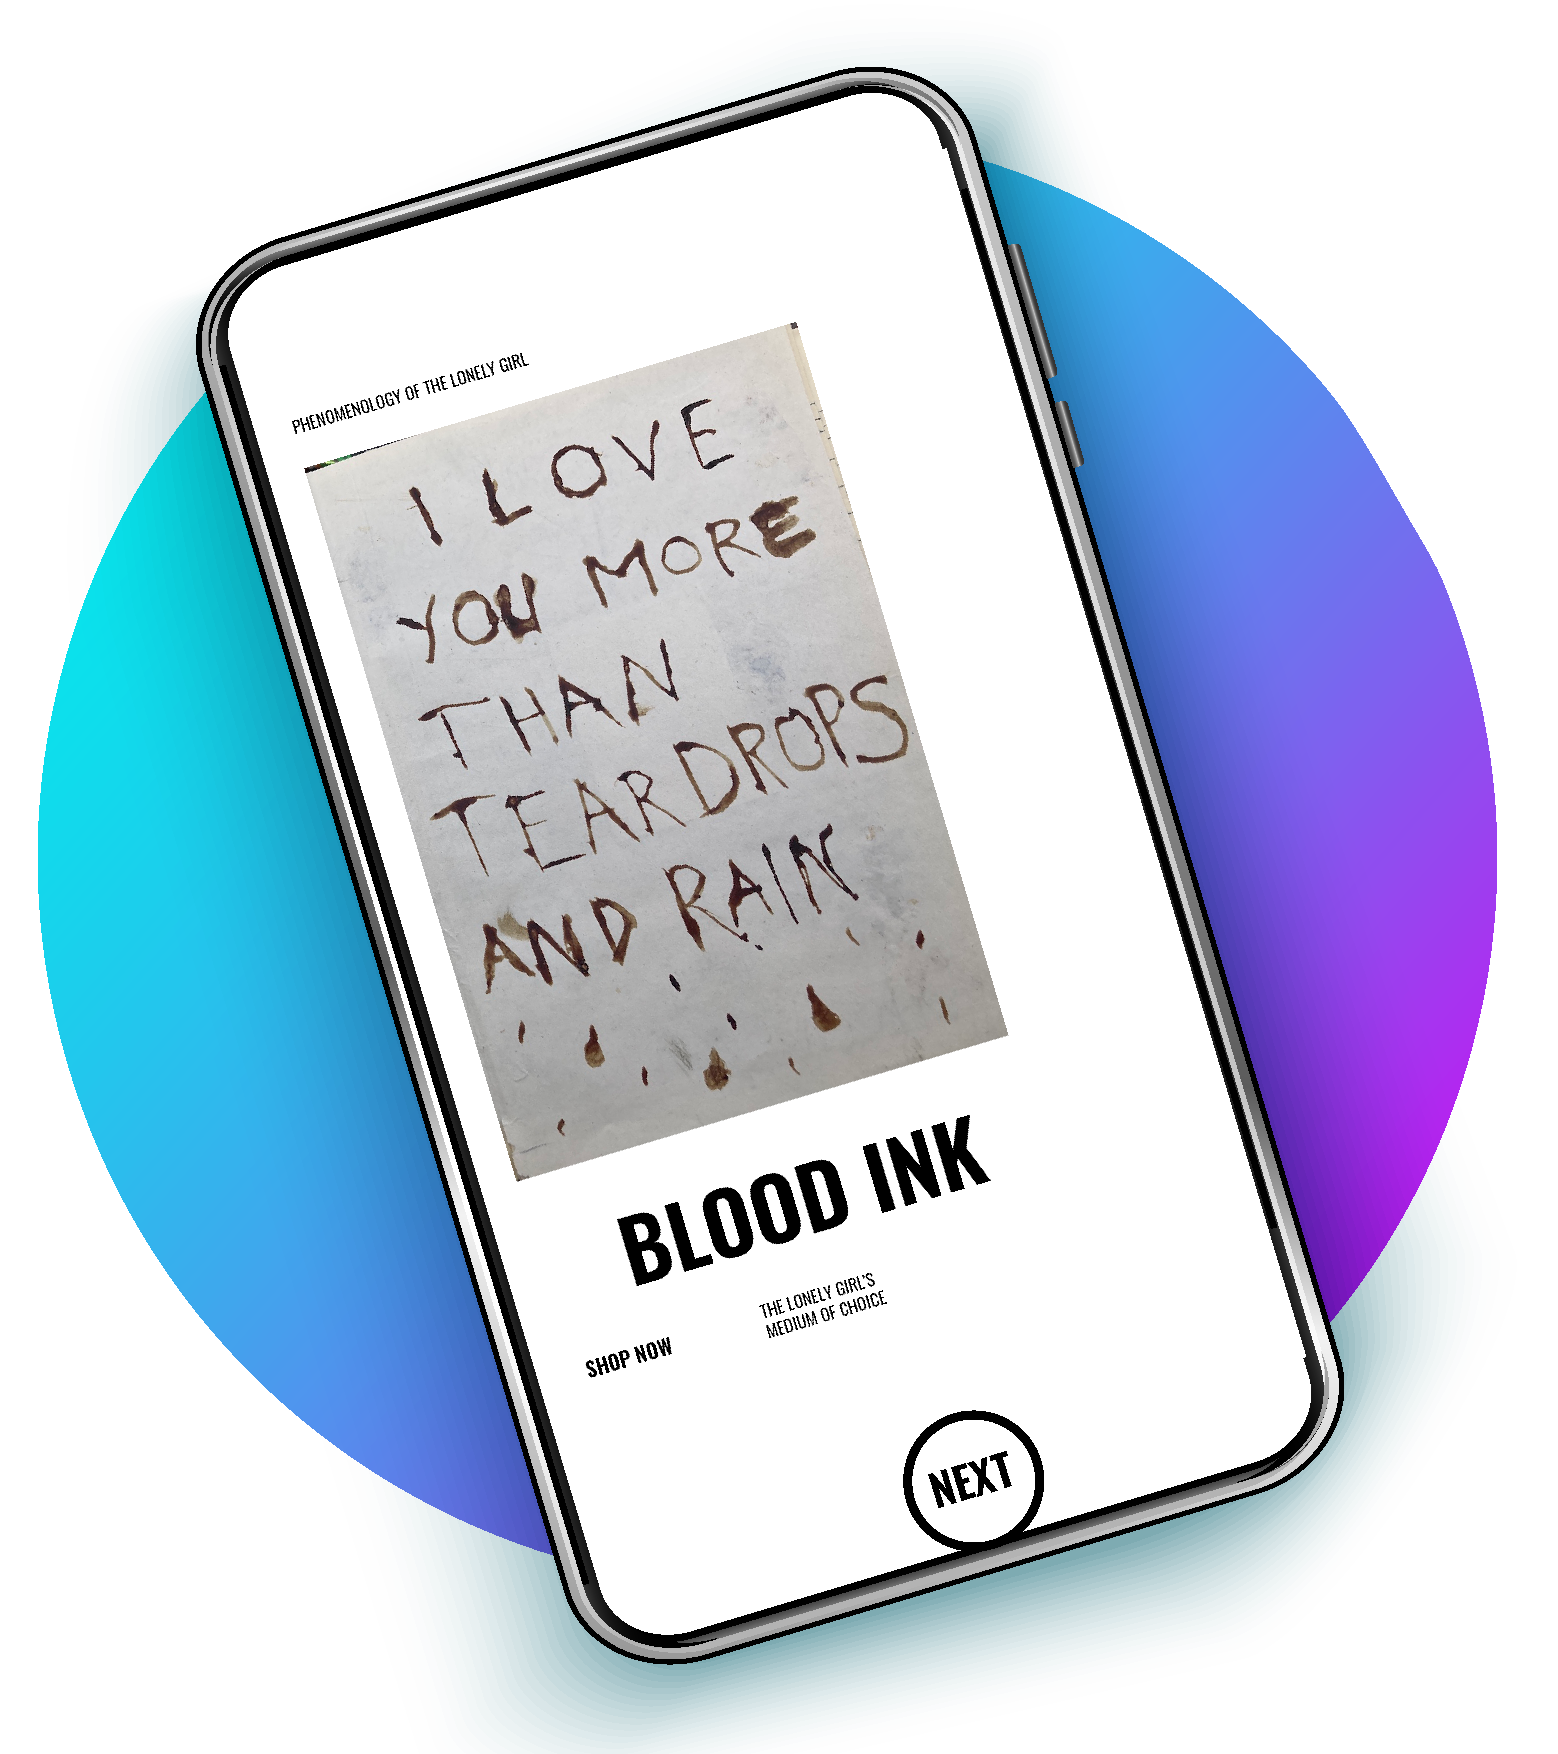 PHENOMENOLOGY OF THE LONELY GIRL
I LOVE
YOU MORE
THAN
TEARDROPS
AND RAIN
BLOOD INK
THE LONELY GIRL'S
MEDIUM OF CHOICE
SHOP NOW
NEXT